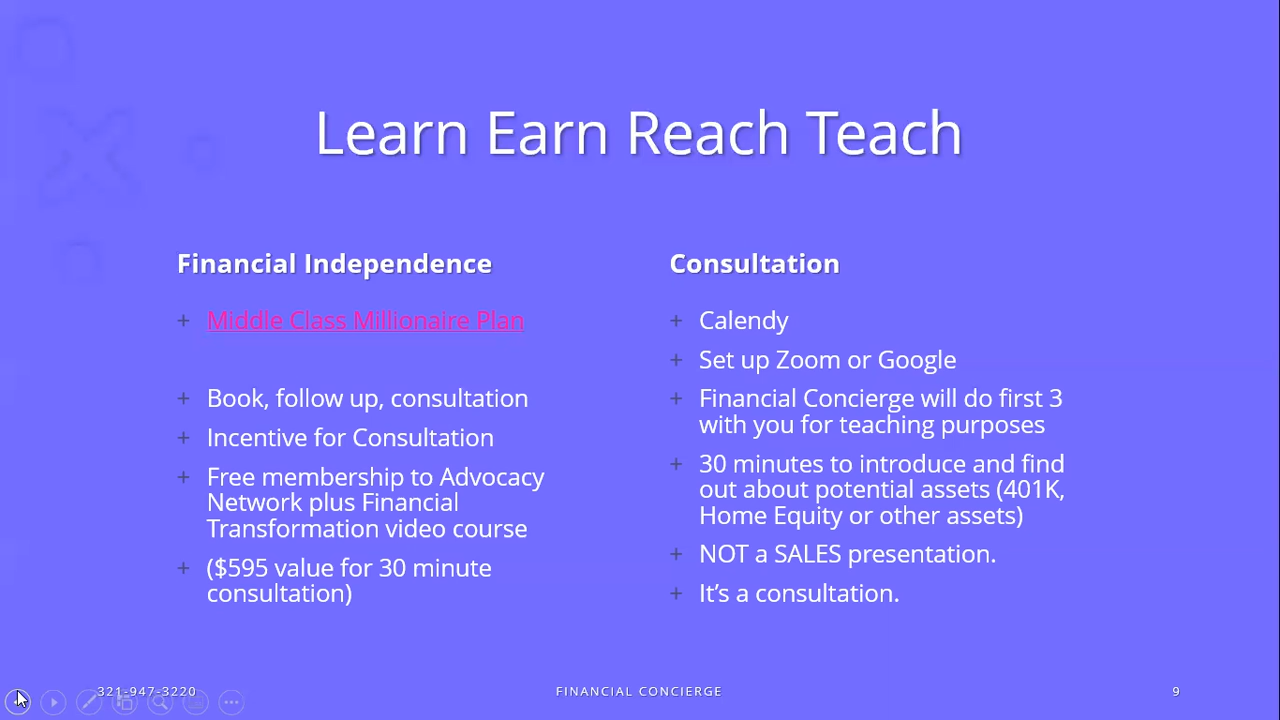 Learn Earn Reach Teach
Financial Independence
+ Middle Class Millionaire Plan
+ Book, follow up, consultation
+ Incentive for Consultation
+ Free membership to Advocacy
Network plus Financial
Transformation video course
+ ($595 value for 30 minute
consultation)
Consultation
+ Calendy
+ Set up Zoom or Google
+ Financial Concierge will do first 3
with you for teaching purposes
+ 30 minutes to introduce and find
out about potential assets (401K,
Home Equity or other assets)
+ NOT a SALES presentation.
+ It’s a consultation.
321-947-3220
FINANCIAL CONCIERGE
9